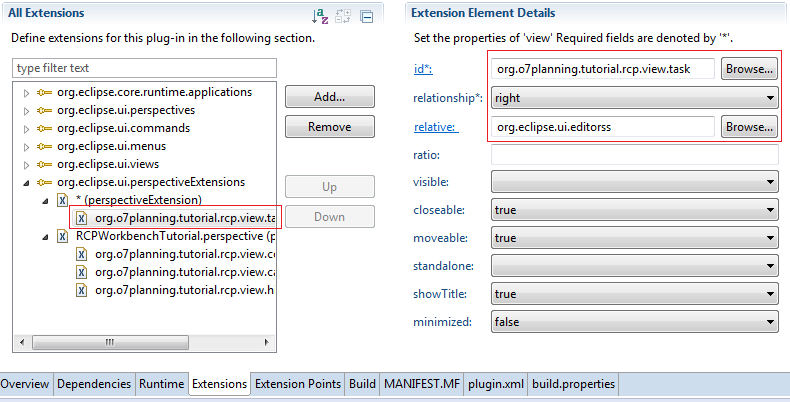 All Extensions
Define extensions for this plug-in in the following section.
type filter text
org.eclipse.core.runtime.applications
org.eclipse.ui.perspectives
org.eclipse.ui.commands
org.eclipse.ui.menus
org.eclipse.ui.views
org.eclipse.ui.perspectiveExtensions
* (perspectiveExtension)
org.o7planning.tutorial.rcp.view.ta
RCPWorkbenchTutorial.perspective (p
org.o7planning.tutorial.rcp.view.ce
org.o7planning.tutorial.rcp.view.ca
org.o7planning.tutorial.rcp.view.h
Add...
Remove
Up
Down
Extension Element Details
Set the properties of 'view' Required fields are denoted by '*'.
id*: org.o7planning.tutorial.rcp.view.task Browse...
relationship*: right
relative: org.eclipse.ui.editorss Browse...
ratio:
visible:
closeable: true
moveable: true
standalone:
showTitle: true
minimized: false
Overview Dependencies Runtime Extensions Extension Points Build MANIFEST.MF plugin.xml build.properties